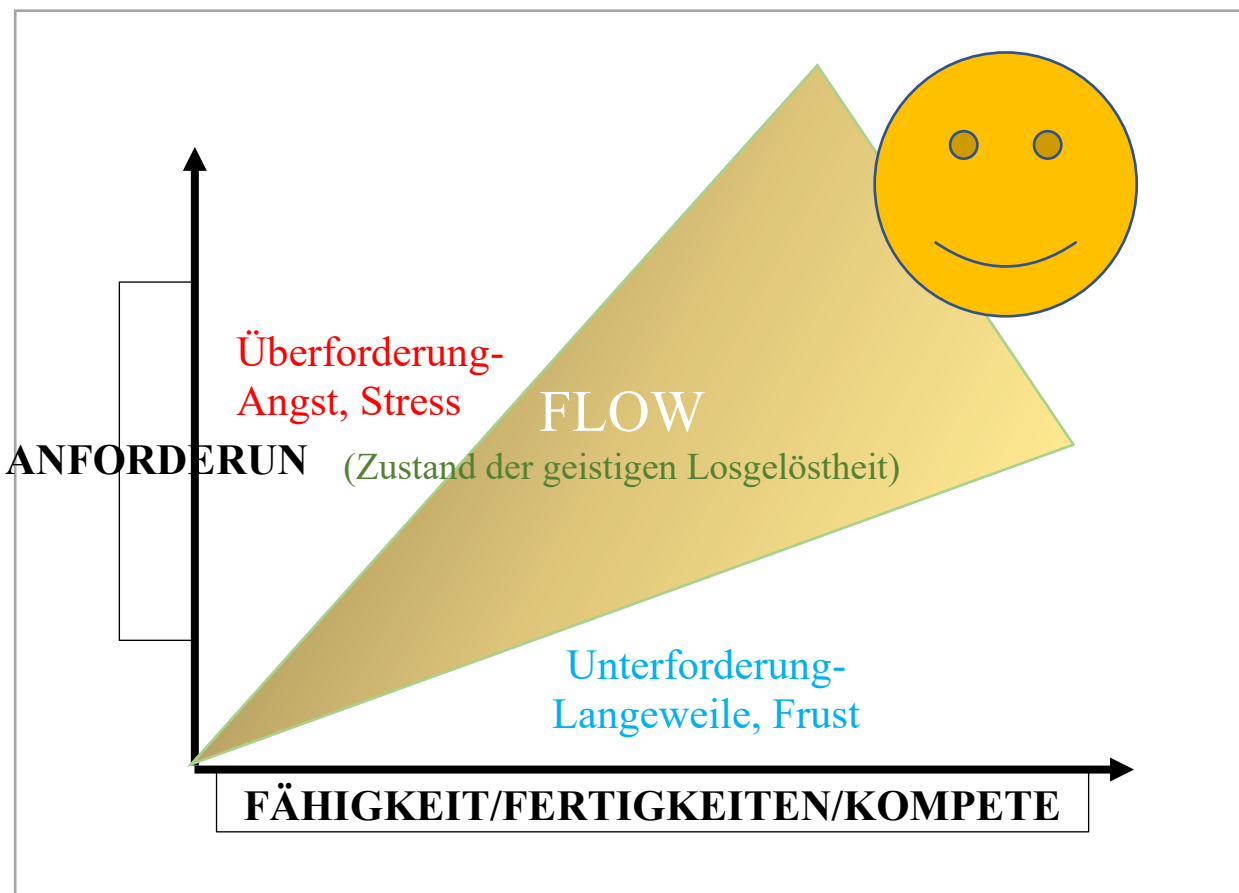 Überforderung-
Angst, Stress
FLOW
ANFORDERUN
(Zustand der geistigen Losgelöstheit)
Unterforderung-
Langeweile, Frust
FÄHIGKEIT/FERTIGKEITEN/KOMPETE